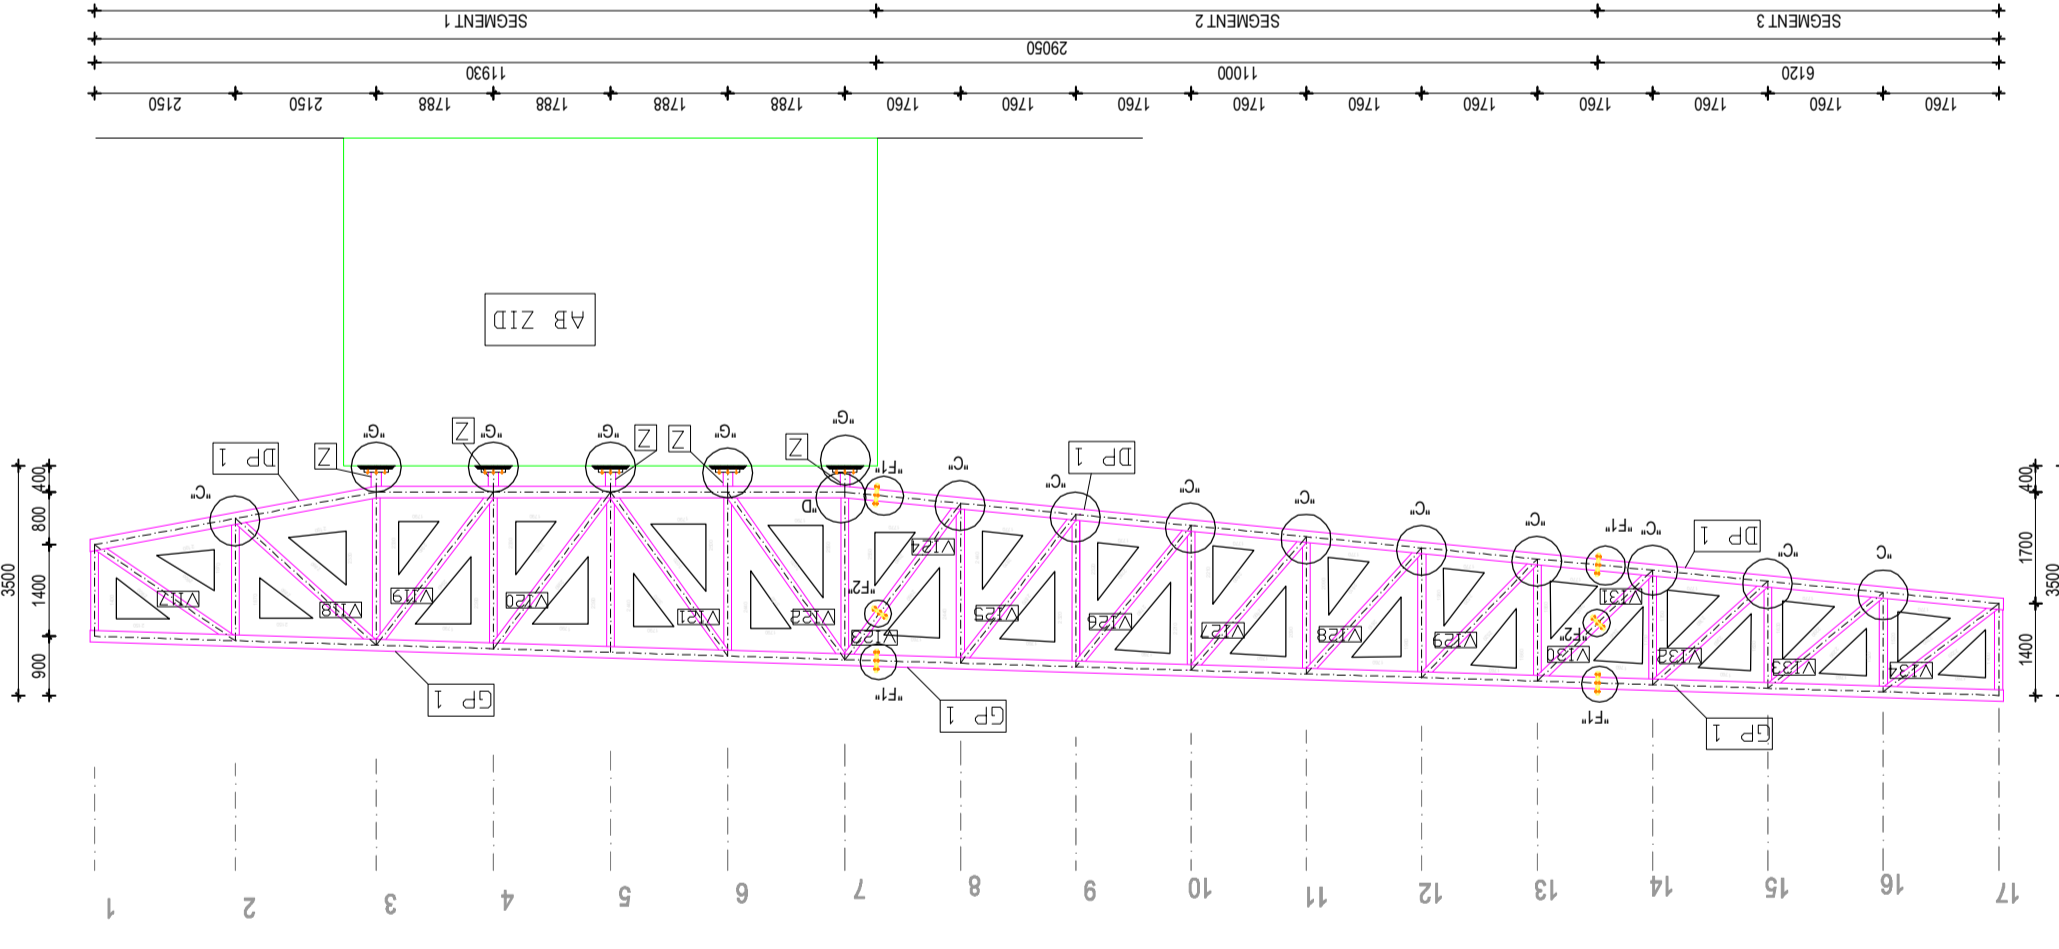 SEGMENT 1
SEGMENT 2
SEGMENT 3
29050
11930
11000
6120
2150
2150
1788
1788
1788
1788
1760
1760
1760
1760
1760
1760
1760
1760
1760
1760
AB ZID
"G"
"G"
"G"
"G"
"G"
Z
Z
Z
Z
Z
DP 1
DP 1
DP 1
"C"
"D"
"F1"
"C"
"C"
"C"
"C"
"C"
"C"
"F1"
"C"
"C"
"C"
3500
400
800
1400
900
400
1700
1400
3500
V117
V118
V119
V120
V121
V122
V123
V124
V125
V126
V127
V128
V129
V130
V131
V132
V133
V134
"F2"
"F2"
"F1"
"F1"
GP 1
GP 1
GP 1
1
2
3
4
5
6
7
8
9
10
11
12
13
14
15
16
17